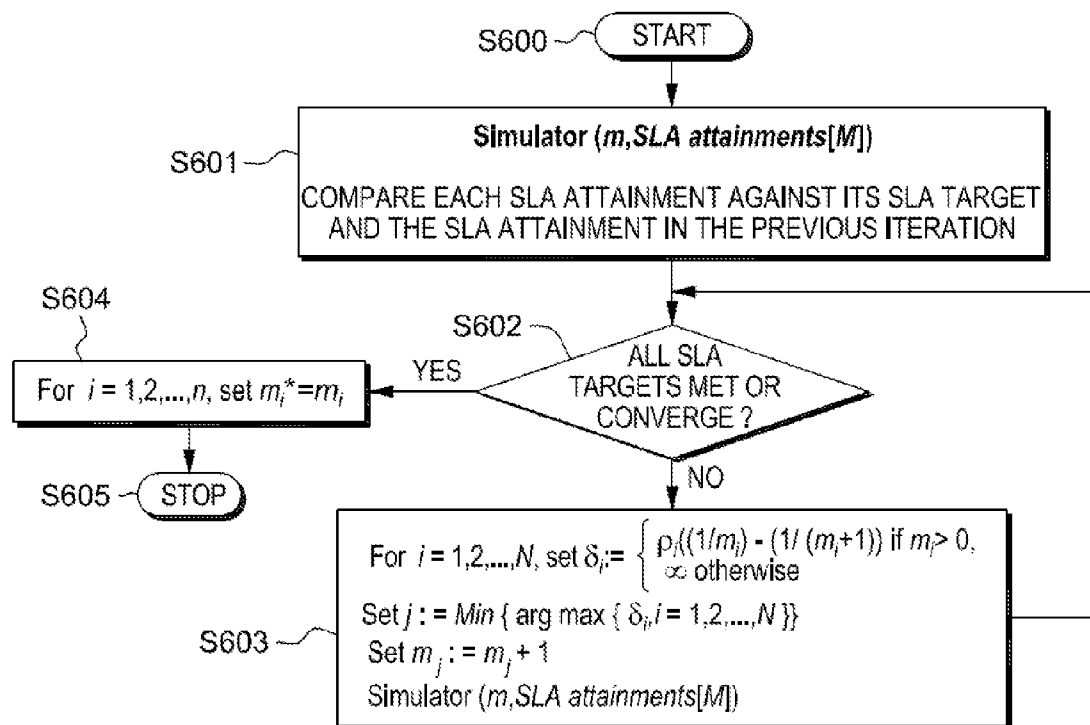 S600
START
Simulator (m,SLA attainments[M])
S601
COMPARE EACH SLA ATTAINMENT AGAINST ITS SLA TARGET
AND THE SLA ATTAINMENT IN THE PREVIOUS ITERATION
S604
For i = 1,2,...,n, set mᵢ*=mᵢ
S605
STOP
S602
YES
ALL SLA
TARGETS MET OR
CONVERGE ?
NO
S603
For i = 1,2,...,N, set δᵢ:= { ρᵢ((1/mᵢ) - (1/ (mᵢ+1)) if mᵢ> 0,
∞ otherwise
Set j : = Min { arg max { δᵢ,i = 1,2,...,N }}
Set mⱼ : = mⱼ + 1
Simulator (m,SLA attainments[M])